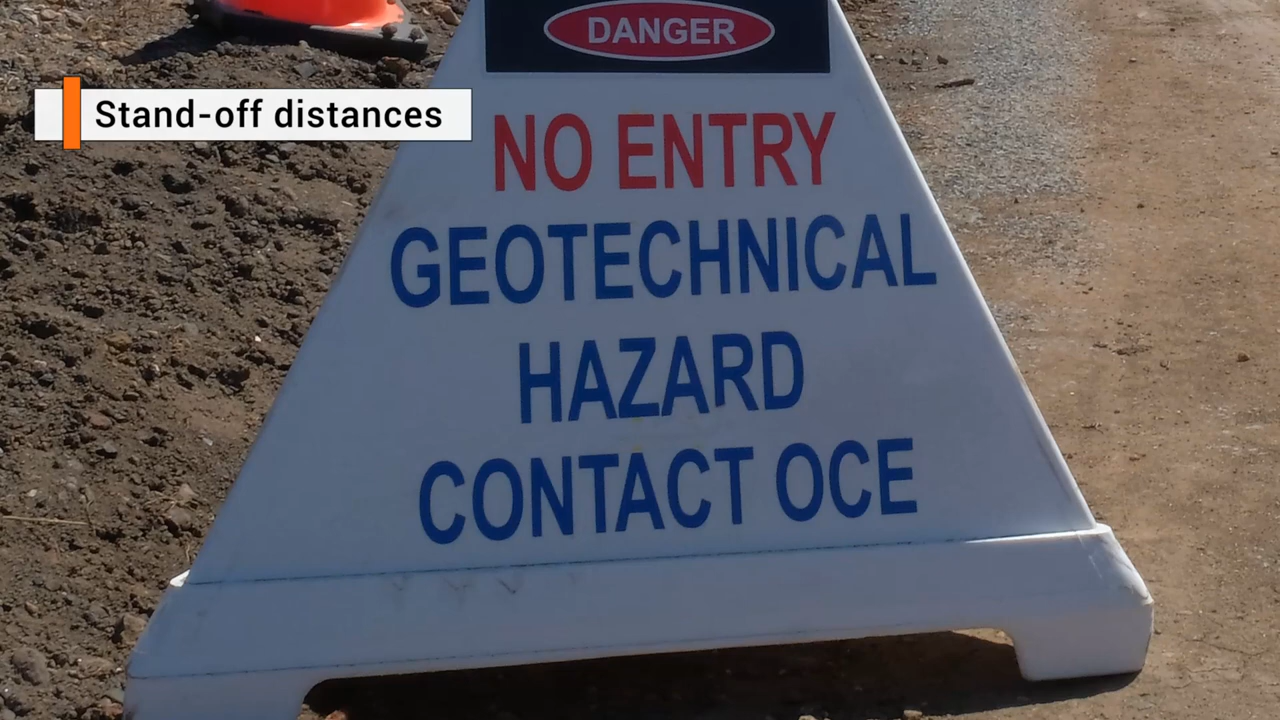 DANGER
Stand-off distances
NO ENTRY
GEOTECHNICAL
HAZARD
CONTACT OCE